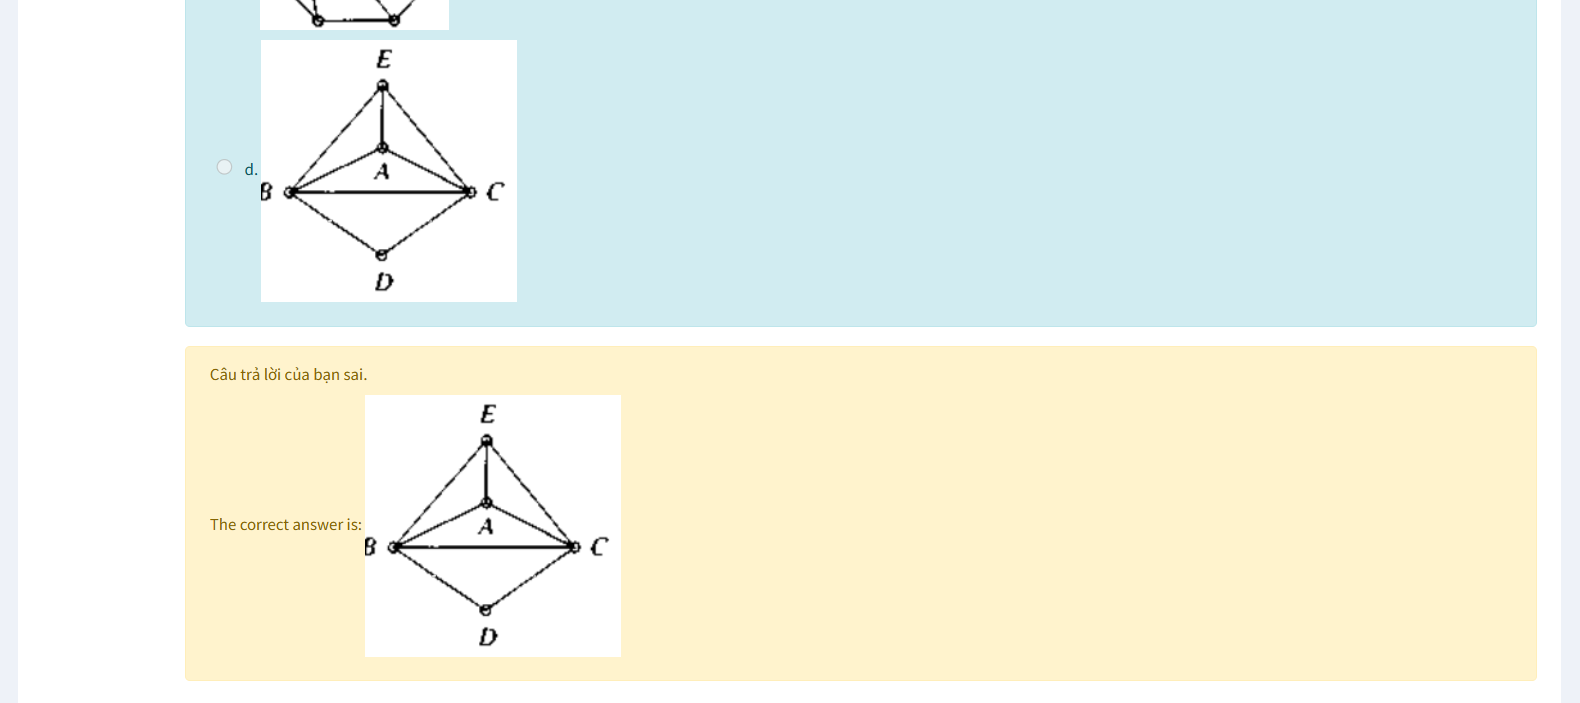 E
d.
A
B
C
D
Câu trả lời của bạn sai.
E
The correct answer is:
A
B
C
D